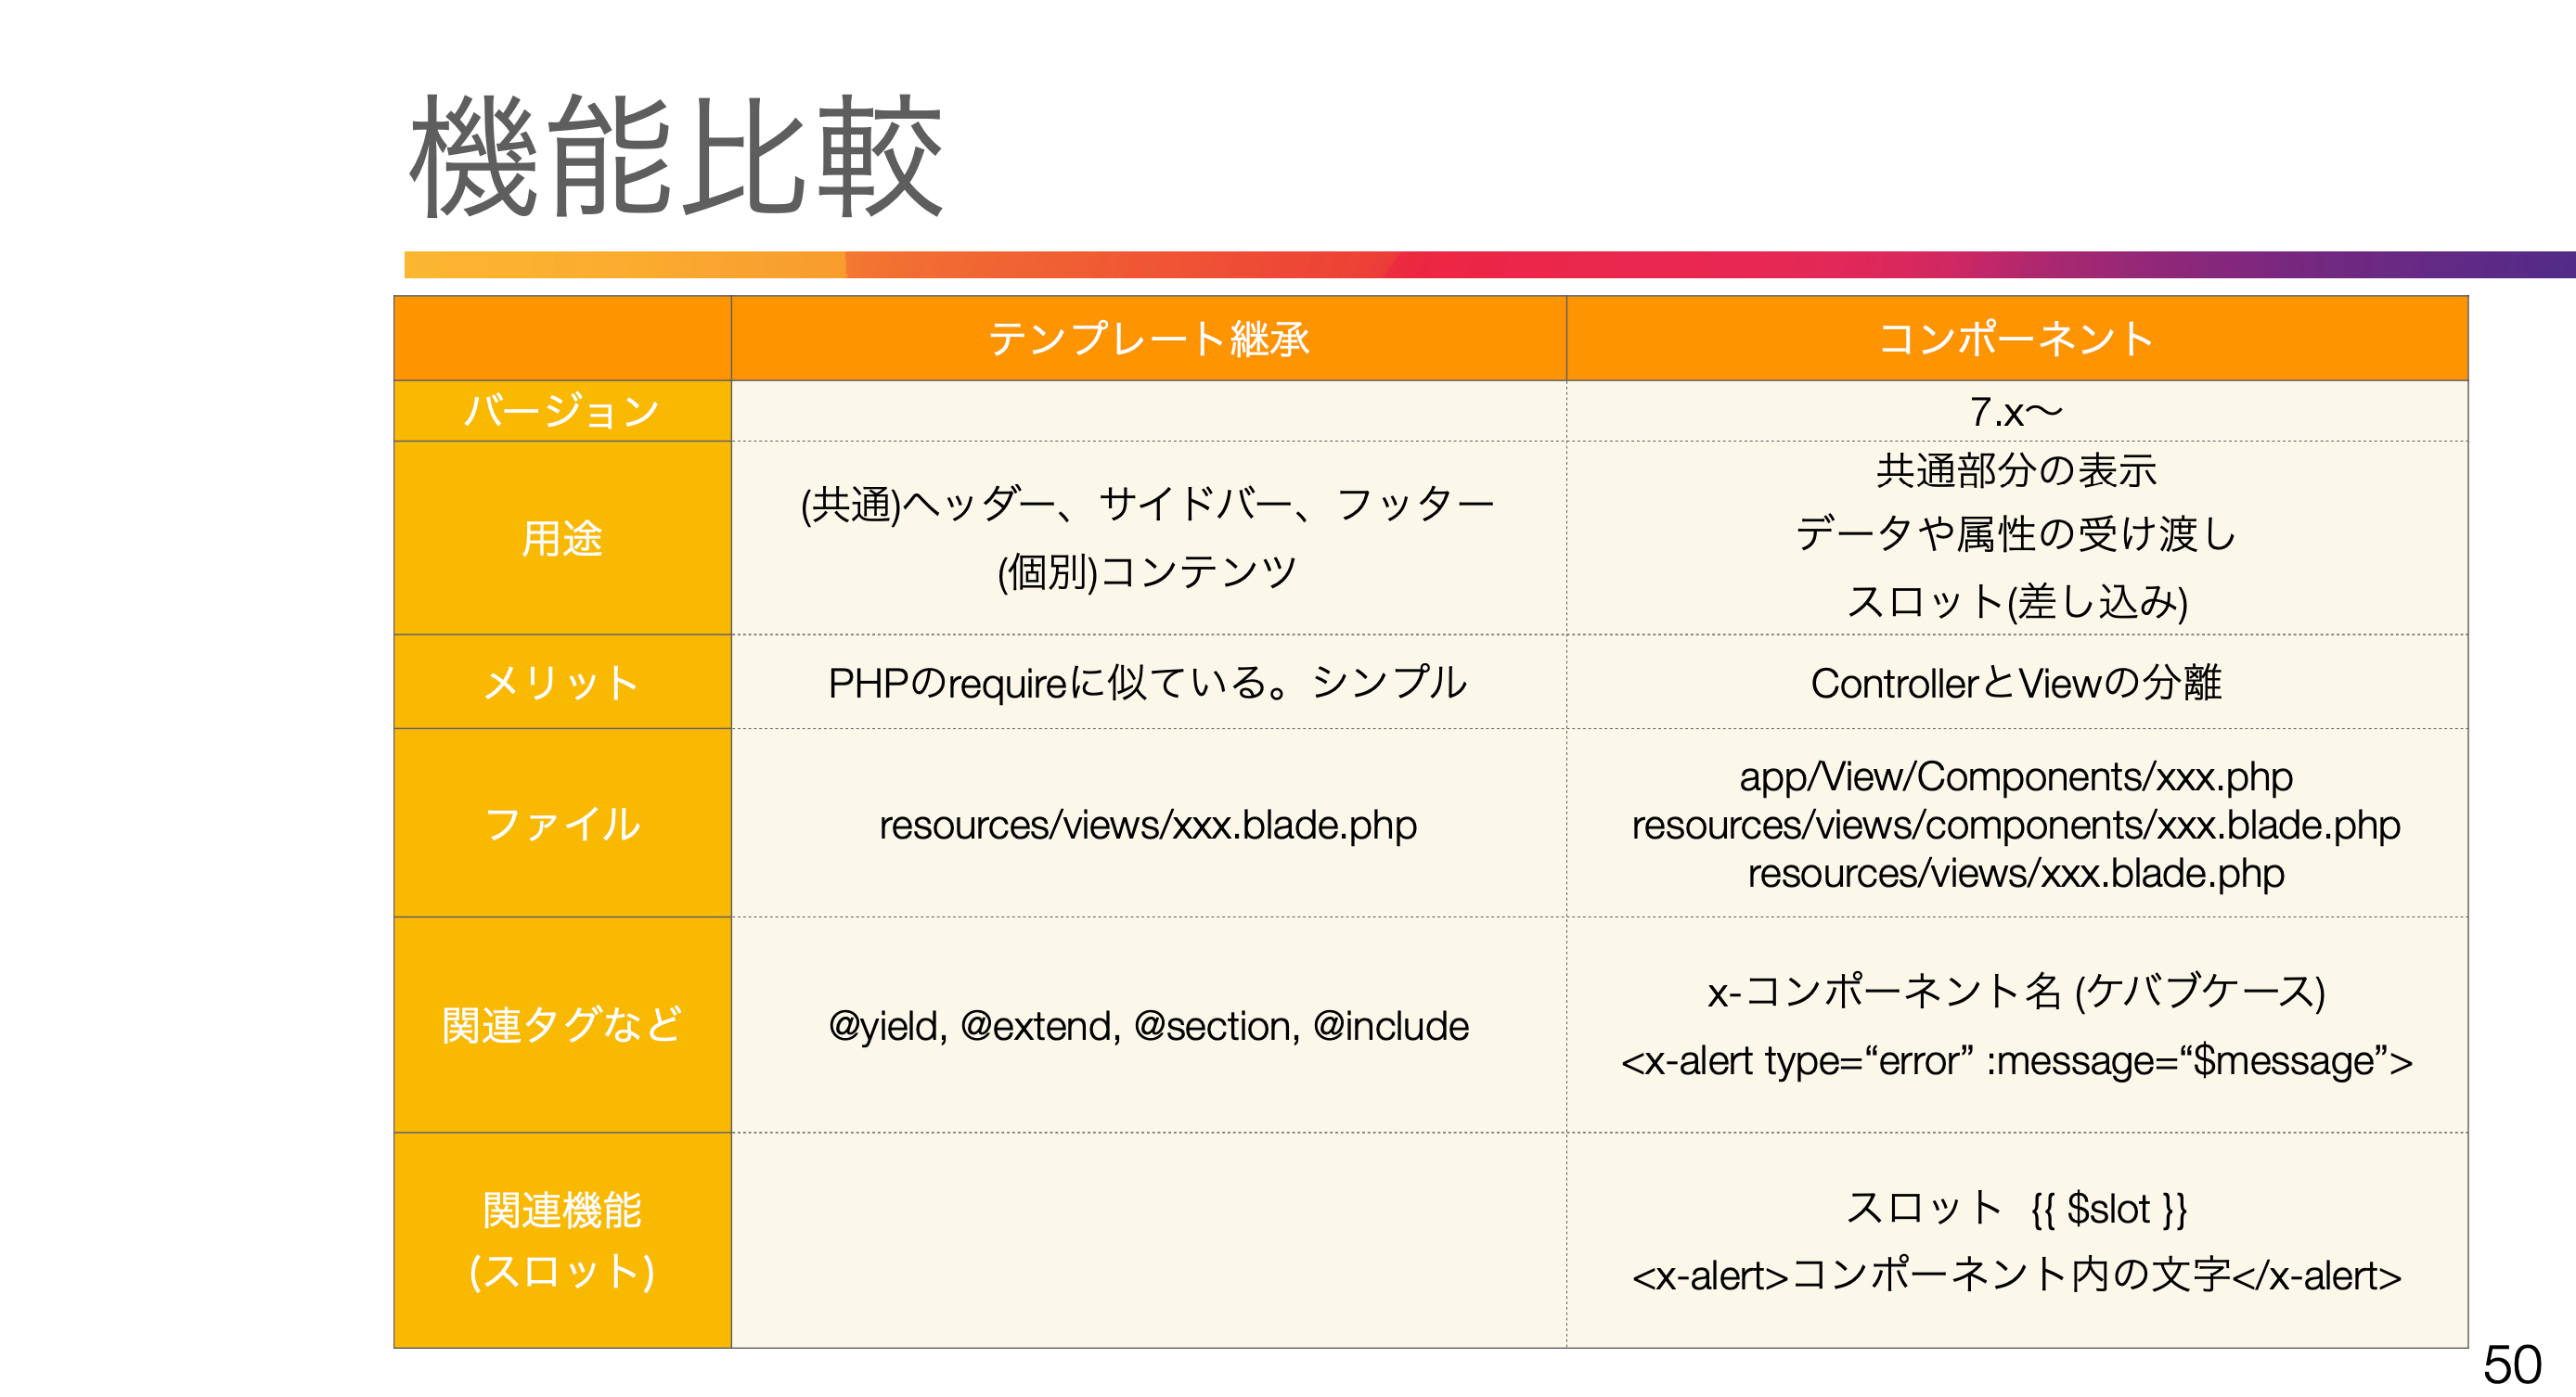 機能比較
テンプレート継承
コンポーネント
バージョン
7.x〜
用途
(共通)ヘッダー、サイドバー、フッター
(個別)コンテンツ
共通部分の表示
データや属性の受け渡し
スロット(差し込み)
メリット
PHPのrequireに似ている。シンプル
ControllerとViewの分離
ファイル
resources/views/xxx.blade.php
app/View/Components/xxx.php
resources/views/components/xxx.blade.php
resources/views/xxx.blade.php
関連タグなど
@yield, @extend, @section, @include
x-コンポーネント名 (ケバブケース)
<x-alert type=“error” :message=“$message”>
関連機能
(スロット)
スロット {{ $slot }}
<x-alert>コンポーネント内の文字</x-alert>
50